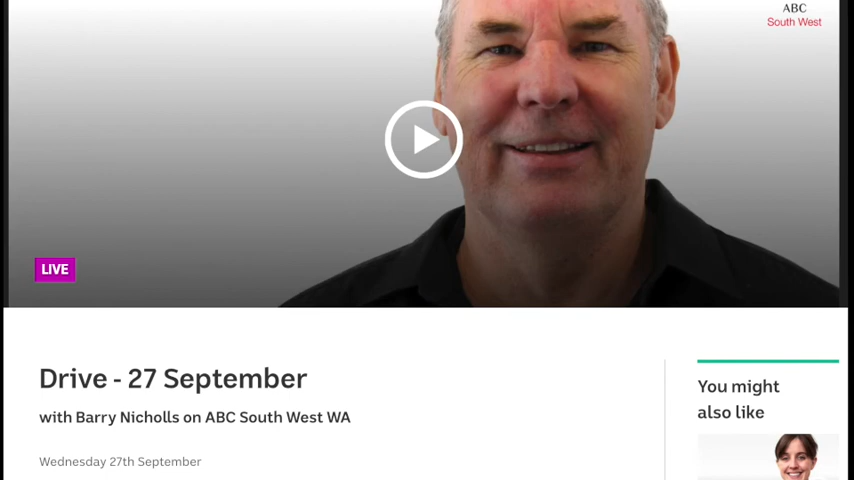 ABC
South West
LIVE
Drive - 27 September
with Barry Nicholls on ABC South West WA
Wednesday 27th September
You might
also like